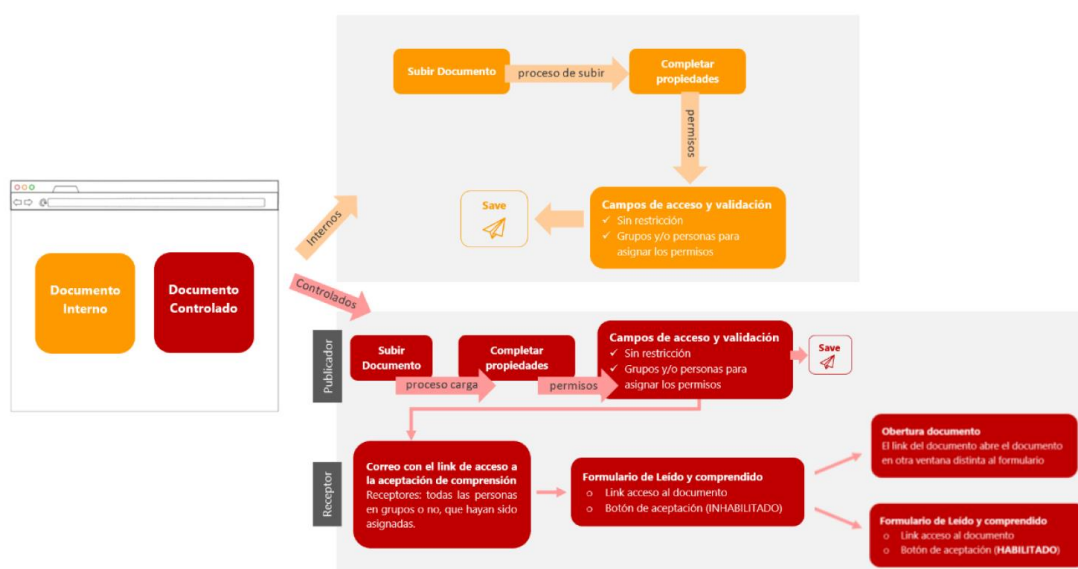 Subir Documento
proceso de subir
Completar
propiedades
permisos
Campos de acceso y validación
✓ Sin restricción
✓ Grupos y/o personas para
asignar los permisos
Save
Internos
Documento
Interno
Documento
Controlado
Controlados
Publicador
Subir
Documento
proceso carga
Completar
propiedades
permisos
Campos de acceso y validación
✓ Sin restricción
✓ Grupos y/o personas para
asignar los permisos
Save
Receptor
Correo con el link de acceso a
la aceptación de comprensión
Receptores: todas las personas
en grupos o no, que hayan sido
asignadas.
Formulario de Leído y comprendido
o Link acceso al documento
o Botón de aceptación (INHABILITADO)
Obertura documento
El link del documento abre el documento
en otra ventana distinta al formulario
Formulario de Leído y comprendido
o Link acceso al documento
o Botón de aceptación (HABILITADO)